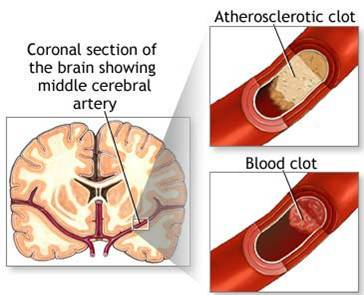 Coronal section of
the brain showing
middle cerebral
artery
Atherosclerotic clot
Blood clot